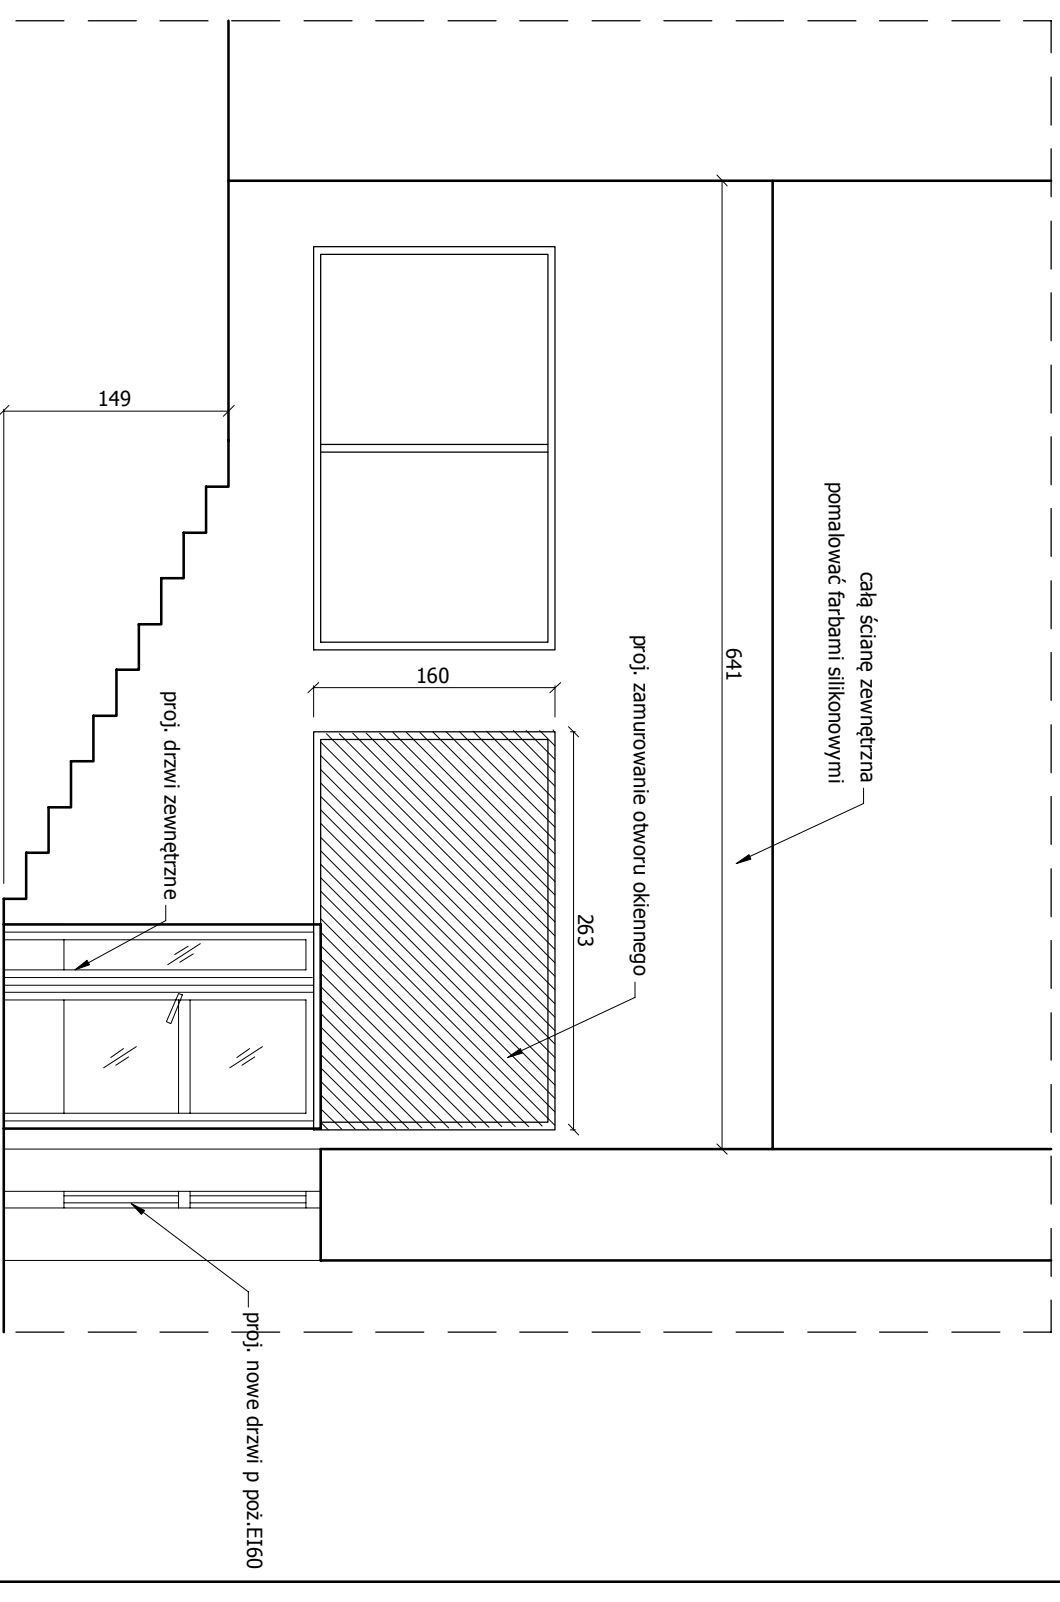 całą ścianę zewnętrzna
pomalować farbami silikonowymi
641
proj. zamurowanie otworu okiennego
263
160
149
proj. drzwi zewnętrzne
proj. nowe drzwi p poż.EI60